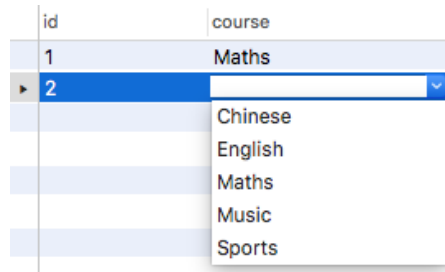 id course
1 Maths
2
Chinese
English
Maths
Music
Sports